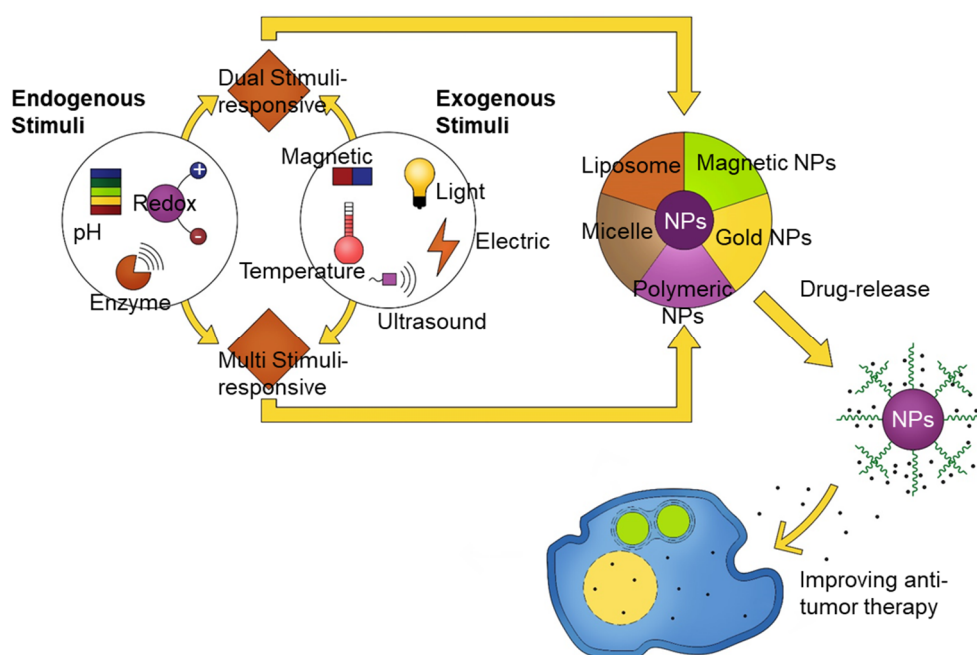 Dual Stimuli-
responsive
Endogenous
Stimuli
Exogenous
Stimuli
pH
Redox
+
-
Enzyme
Magnetic
Light
Temperature
Electric
Ultrasound
Multi Stimuli-
responsive
Liposome
Magnetic NPs
Micelle
NPs
Gold NPs
Polymeric
NPs
Drug-release
NPs
Improving anti-
tumor therapy